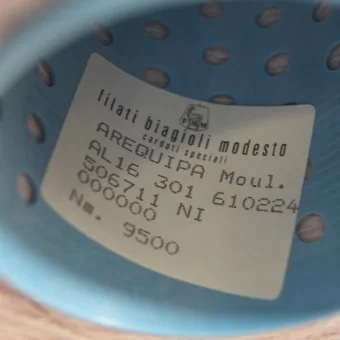 filati biagioli modesto
cardati speciali
AREQUIPA Moul.
AL16 301 610224
506711 NI
000000
Nm. 9500